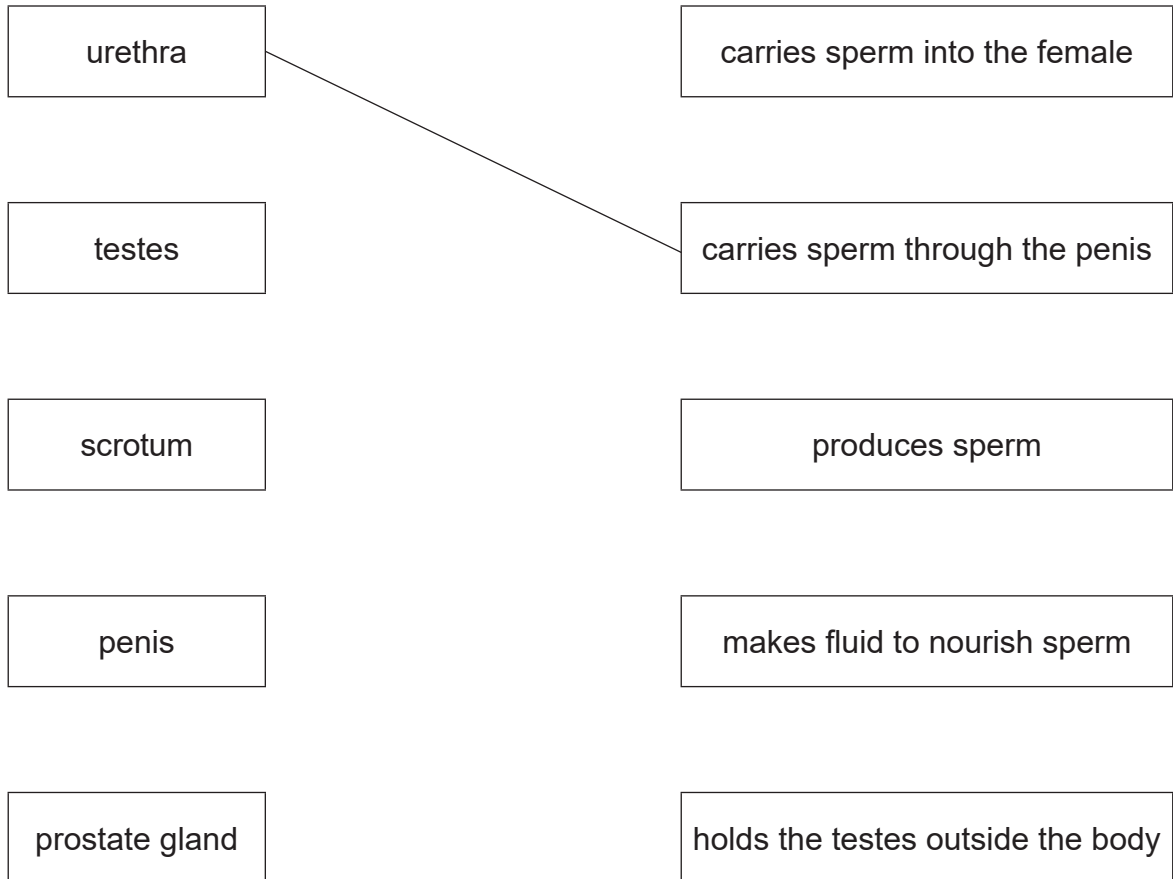 urethra
carries sperm into the female
testes
carries sperm through the penis
scrotum
produces sperm
penis
makes fluid to nourish sperm
prostate gland
holds the testes outside the body